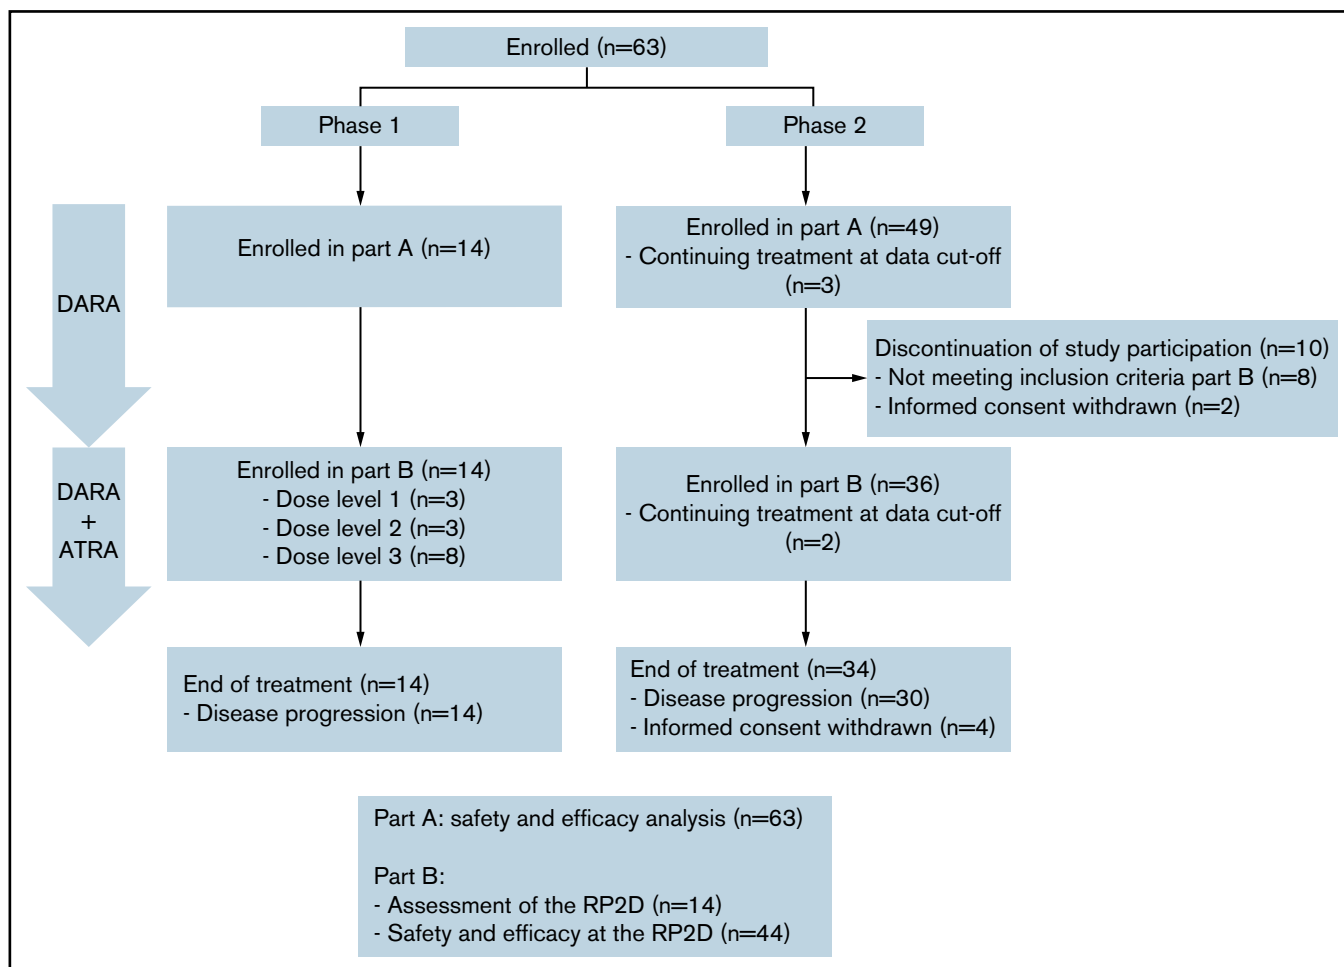 Enrolled (n=63)
Phase 1
Phase 2
DARA
Enrolled in part A (n=14)
Enrolled in part A (n=49)
- Continuing treatment at data cut-off
(n=3)
Discontinuation of study participation (n=10)
- Not meeting inclusion criteria part B (n=8)
- Informed consent withdrawn (n=2)
DARA
+
ATRA
Enrolled in part B (n=14)
- Dose level 1 (n=3)
- Dose level 2 (n=3)
- Dose level 3 (n=8)
Enrolled in part B (n=36)
- Continuing treatment at data cut-off
(n=2)
End of treatment (n=14)
- Disease progression (n=14)
End of treatment (n=34)
- Disease progression (n=30)
- Informed consent withdrawn (n=4)
Part A: safety and efficacy analysis (n=63)
Part B:
- Assessment of the RP2D (n=14)
- Safety and efficacy at the RP2D (n=44)